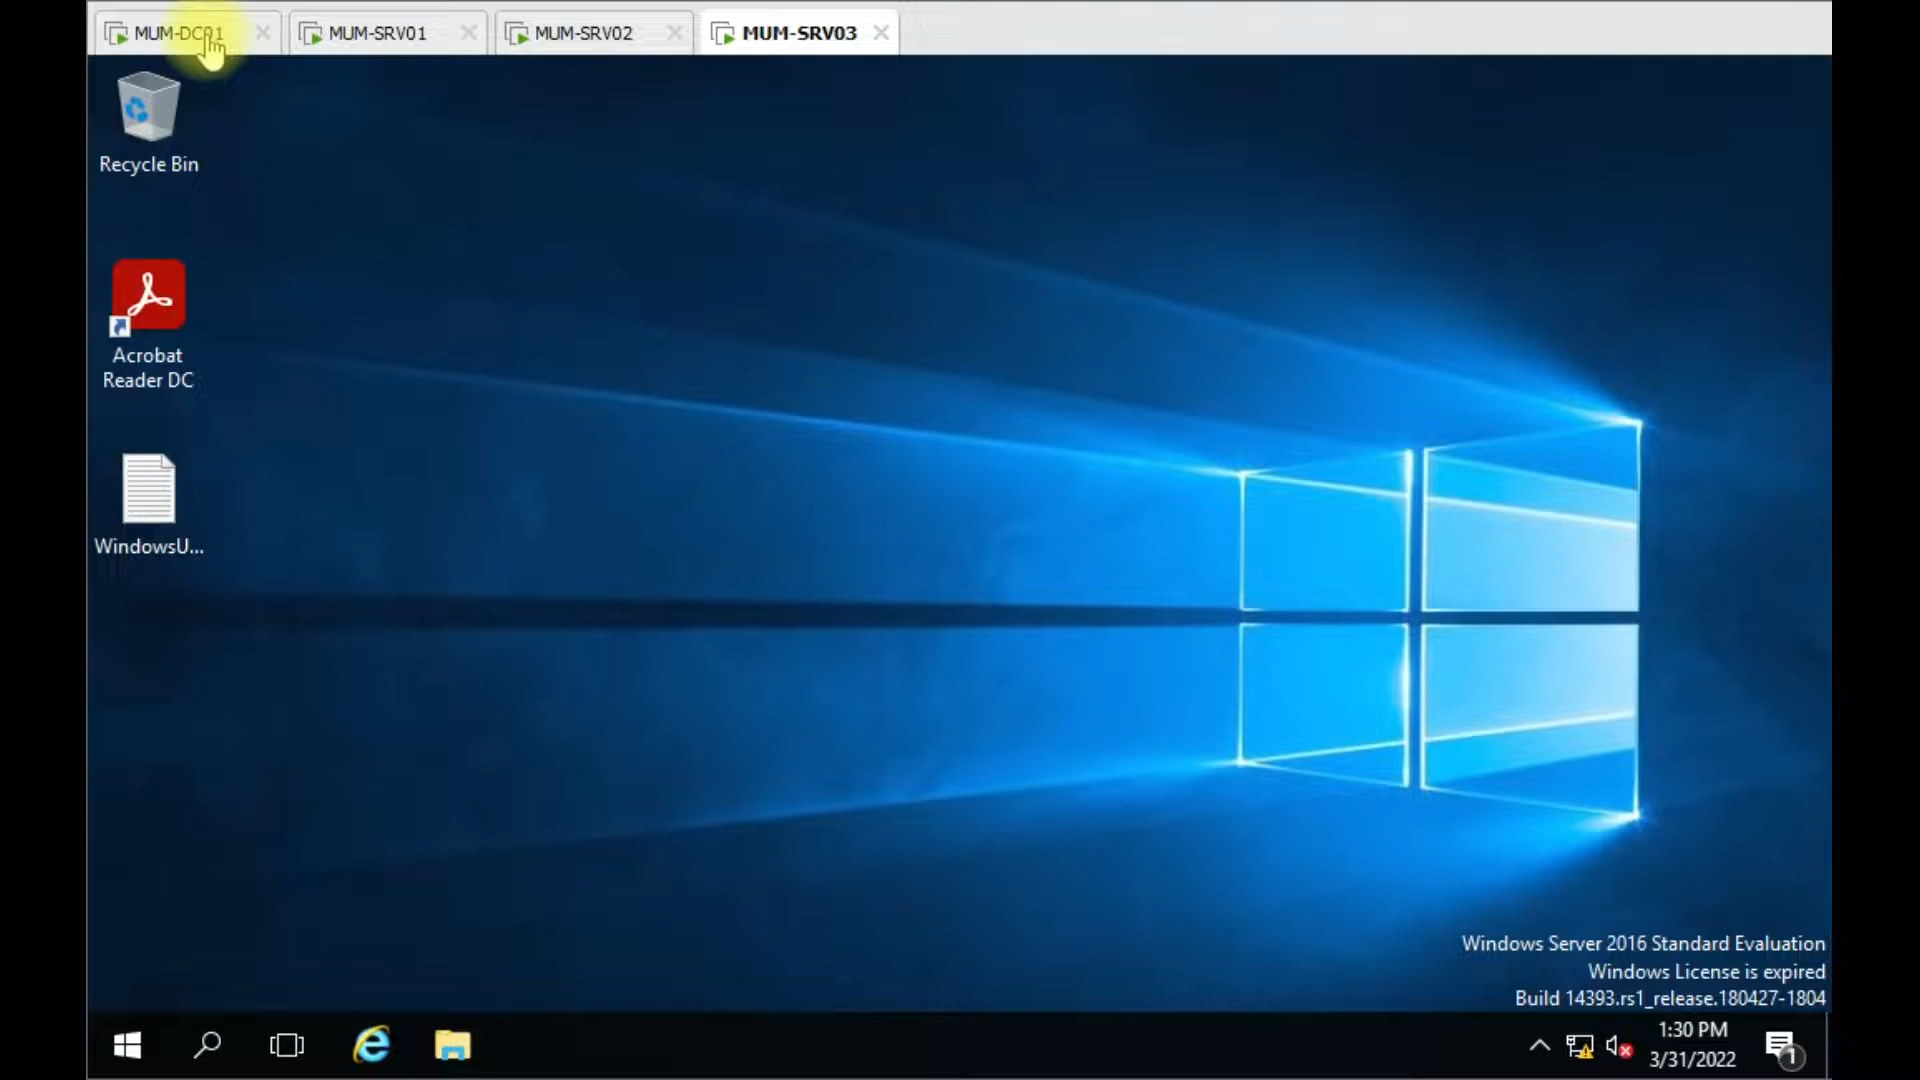 MUM-DC01
MUM-SRV01
MUM-SRV02
MUM-SRV03
Recycle Bin
Acrobat
Reader DC
WindowsU...
Windows Server 2016 Standard Evaluation
Windows License is expired
Build 14393.rs1_release.180427-1804
1:30 PM
3/31/2022
1